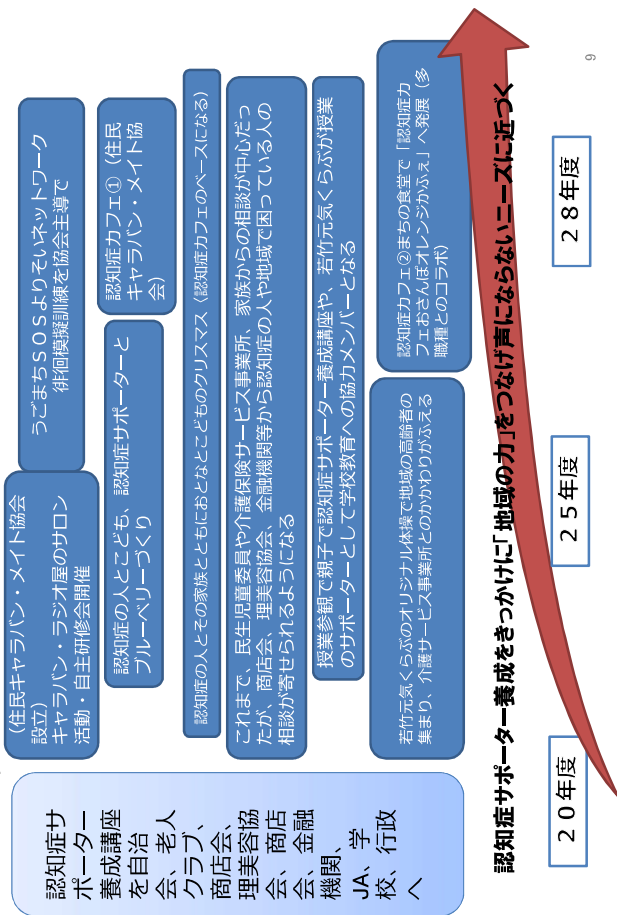 認知症サ
ポーター
養成講座
を自治
会、老人
クラブ、
商店会、
理美容協
会、商店
会、金融
機関、
JA、学
校、行政
へ
（住民キャラバン・メイト協会
設立）
キャラバン・ラジオ屋のサロン
活動・自主研修会開催
うごまちＳＯＳよりそいネットワーク
徘徊模擬訓練を協会主導で
認知症の人とこども、認知症サポーターと
ブルーベリーづくり
認知症カフェ①（住民
キャラバン・メイト協
会）
認知症の人とその家族とともにおとなとこどものクリスマス（認知症カフェのベースになる）
これまで、民生児童委員や介護保険サービス事業所、家族からの相談が中心だっ
たが、商店会、理美容協会、金融機関等から認知症の人や地域で困っている人の
相談が寄せられるようになる
授業参観で親子で認知症サポーター養成講座や、若竹元気くらぶが授業
のサポーターとして学校教育への協力メンバーとなる
若竹元気くらぶのオリジナル体操で地域の高齢者の
集まり、介護サービス事業所とのかかわりがふえる
認知症カフェ②まちの食堂で「認知症カ
フェおさんぽオレンジかふぇ」へ発展（多
職種とのコラボ）
認知症サポーター養成をきっかけに「地域の力」をつなげ声にならないニーズに近づく
２０年度
２５年度
２８年度
9